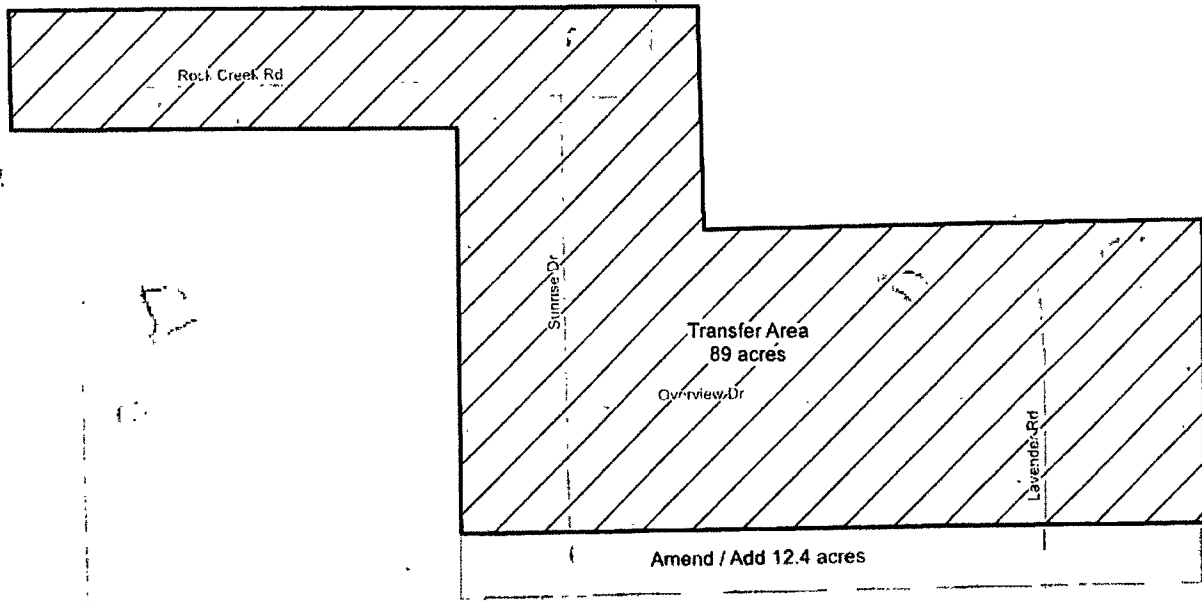 Rock Creek Rd
Sunrise Dr
Transfer Area
89 acres
Overview Dr
Lavender Rd
Amend / Add 12.4 acres